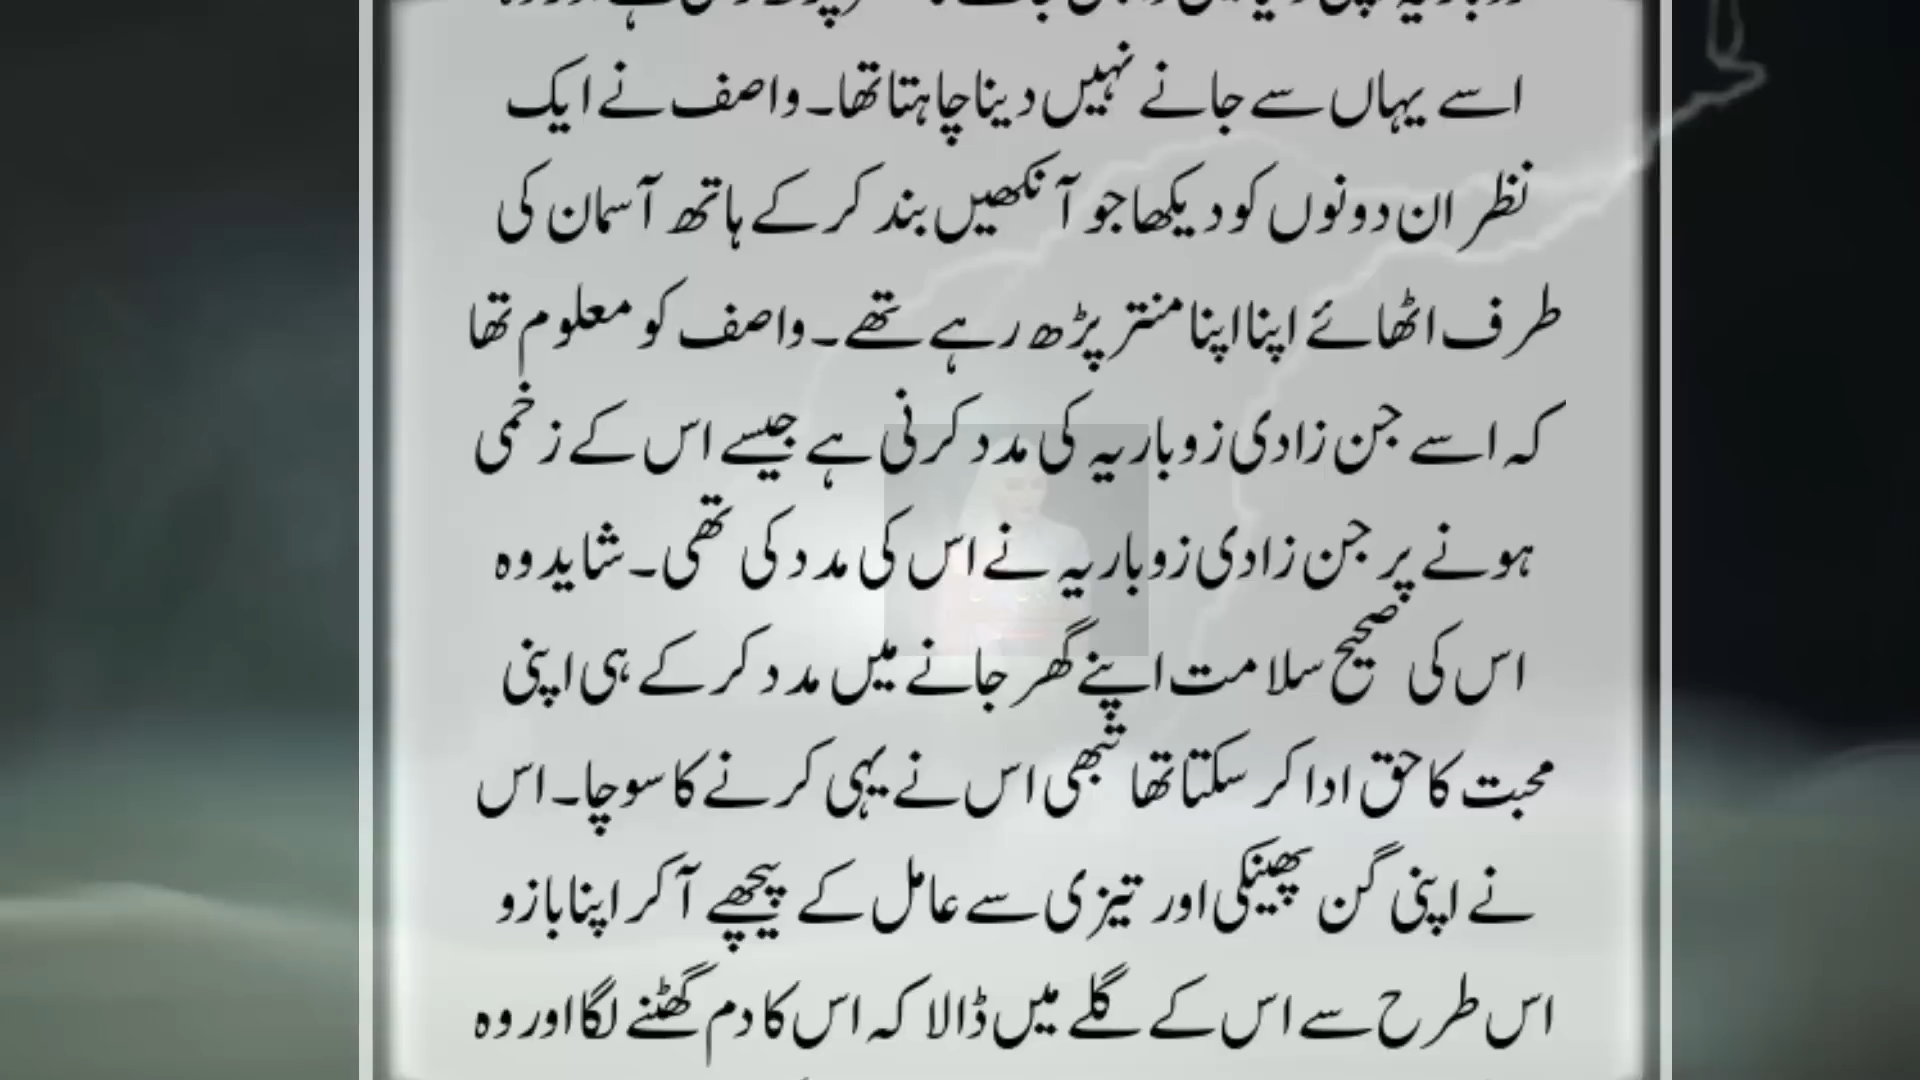 اسے یہاں سے جانے نہیں دینا چاہتا تھا۔ واصف نے ایک
نظر ان دونوں کو دیکھا جو آنکھیں بند کر کے ہاتھ آسمان کی
طرف اٹھائے اپنا اپنا منتر پڑھ رہے تھے۔ واصف کو معلوم تھا
کہ اسے جن زادی زوباریہ کی مدد کرنی ہے جیسے اس کے زخمی
ہونے پر جن زادی زوباریہ نے اس کی مدد کی تھی۔ شاید وہ
اس کی صحیح سلامت اپنے گھر جانے میں مدد کر کے ہی اپنی
محبت کا حق ادا کر سکتا تھا تبھی اس نے یہی کرنے کا سوچا۔ اس
نے اپنی گن پھینکی اور تیزی سے عامل کے پیچھے آکر اپنا بازو
اس طرح سے اس کے گلے میں ڈالا کہ اس کا دم گھٹنے لگا اور وہ